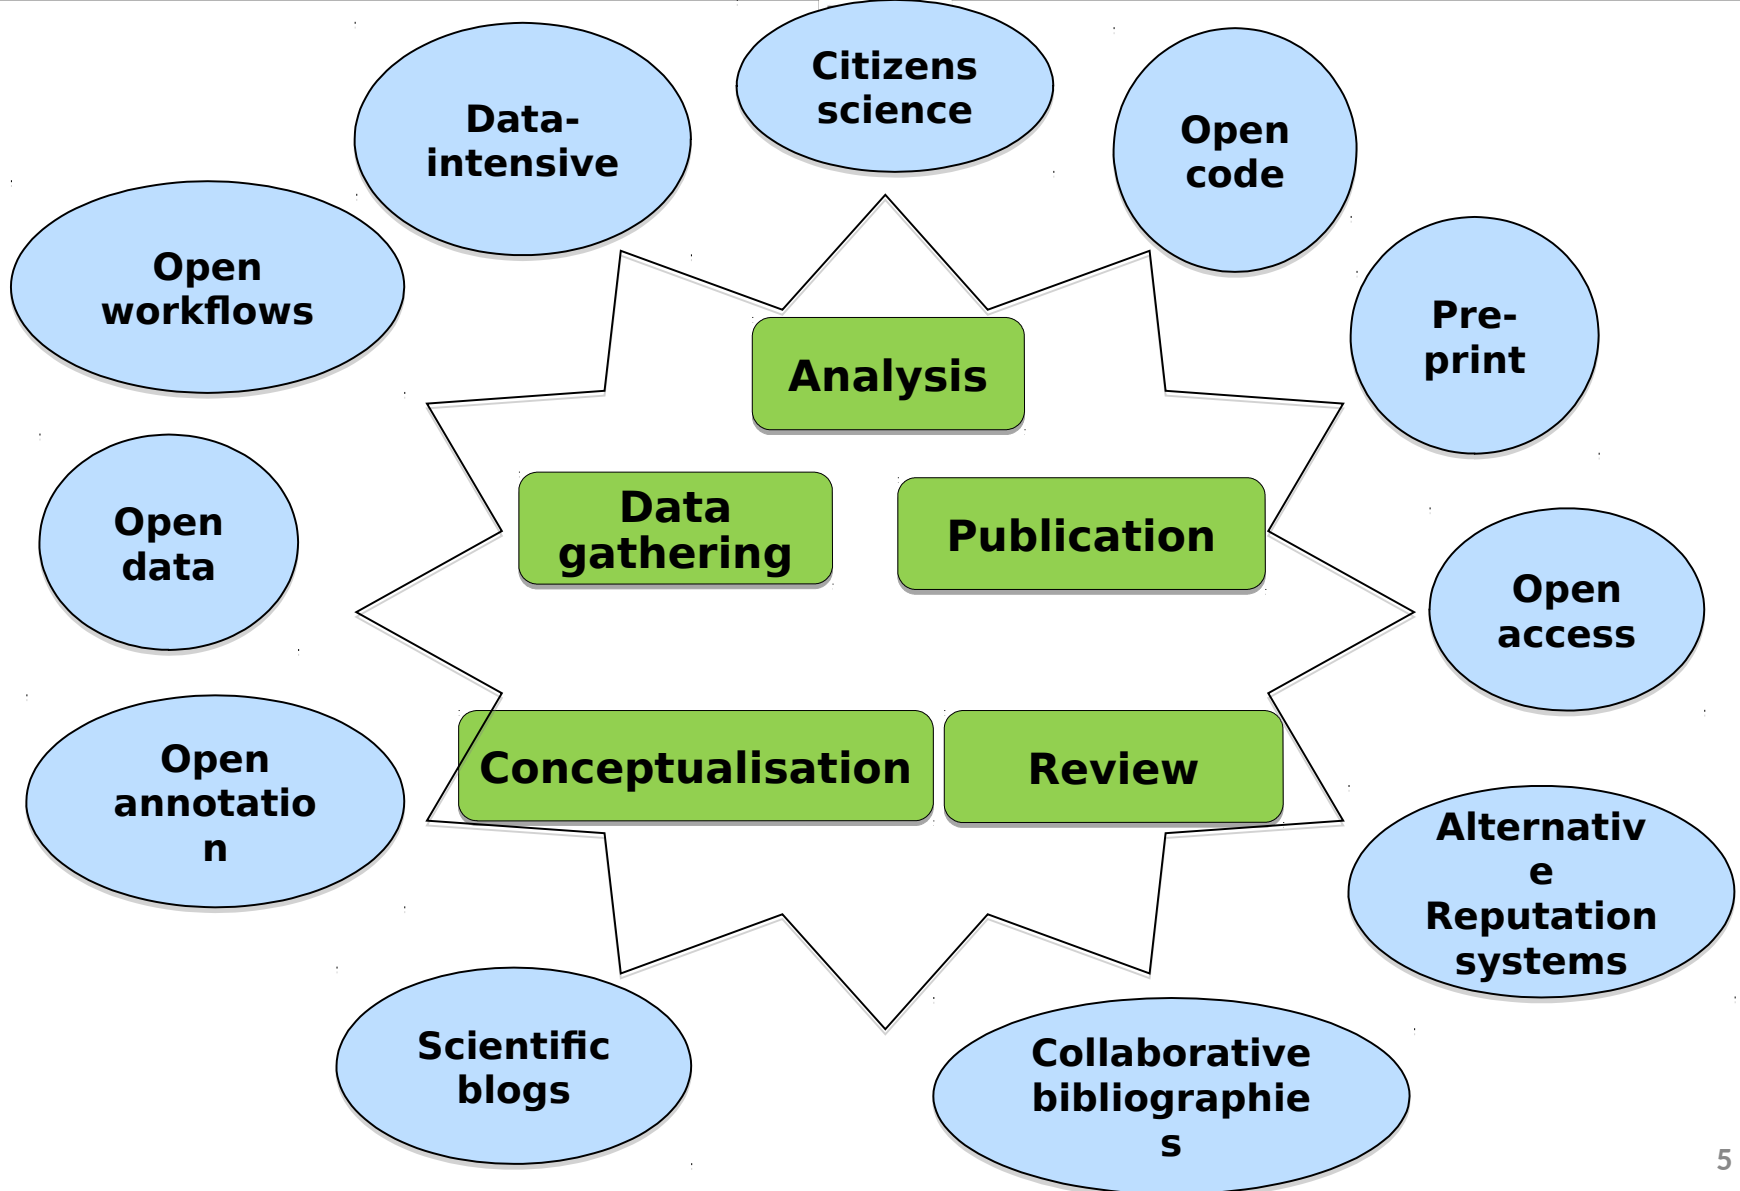 Citizens
science
Data-
intensive
Open
code
Open
workflows
Pre-
print
Analysis
Data
gathering
Publication
Open
data
Open
access
Conceptualisation
Review
Open
annotatio
n
Alternativ
e
Reputation
systems
Scientific
blogs
Collaborative
bibliographie
s
5